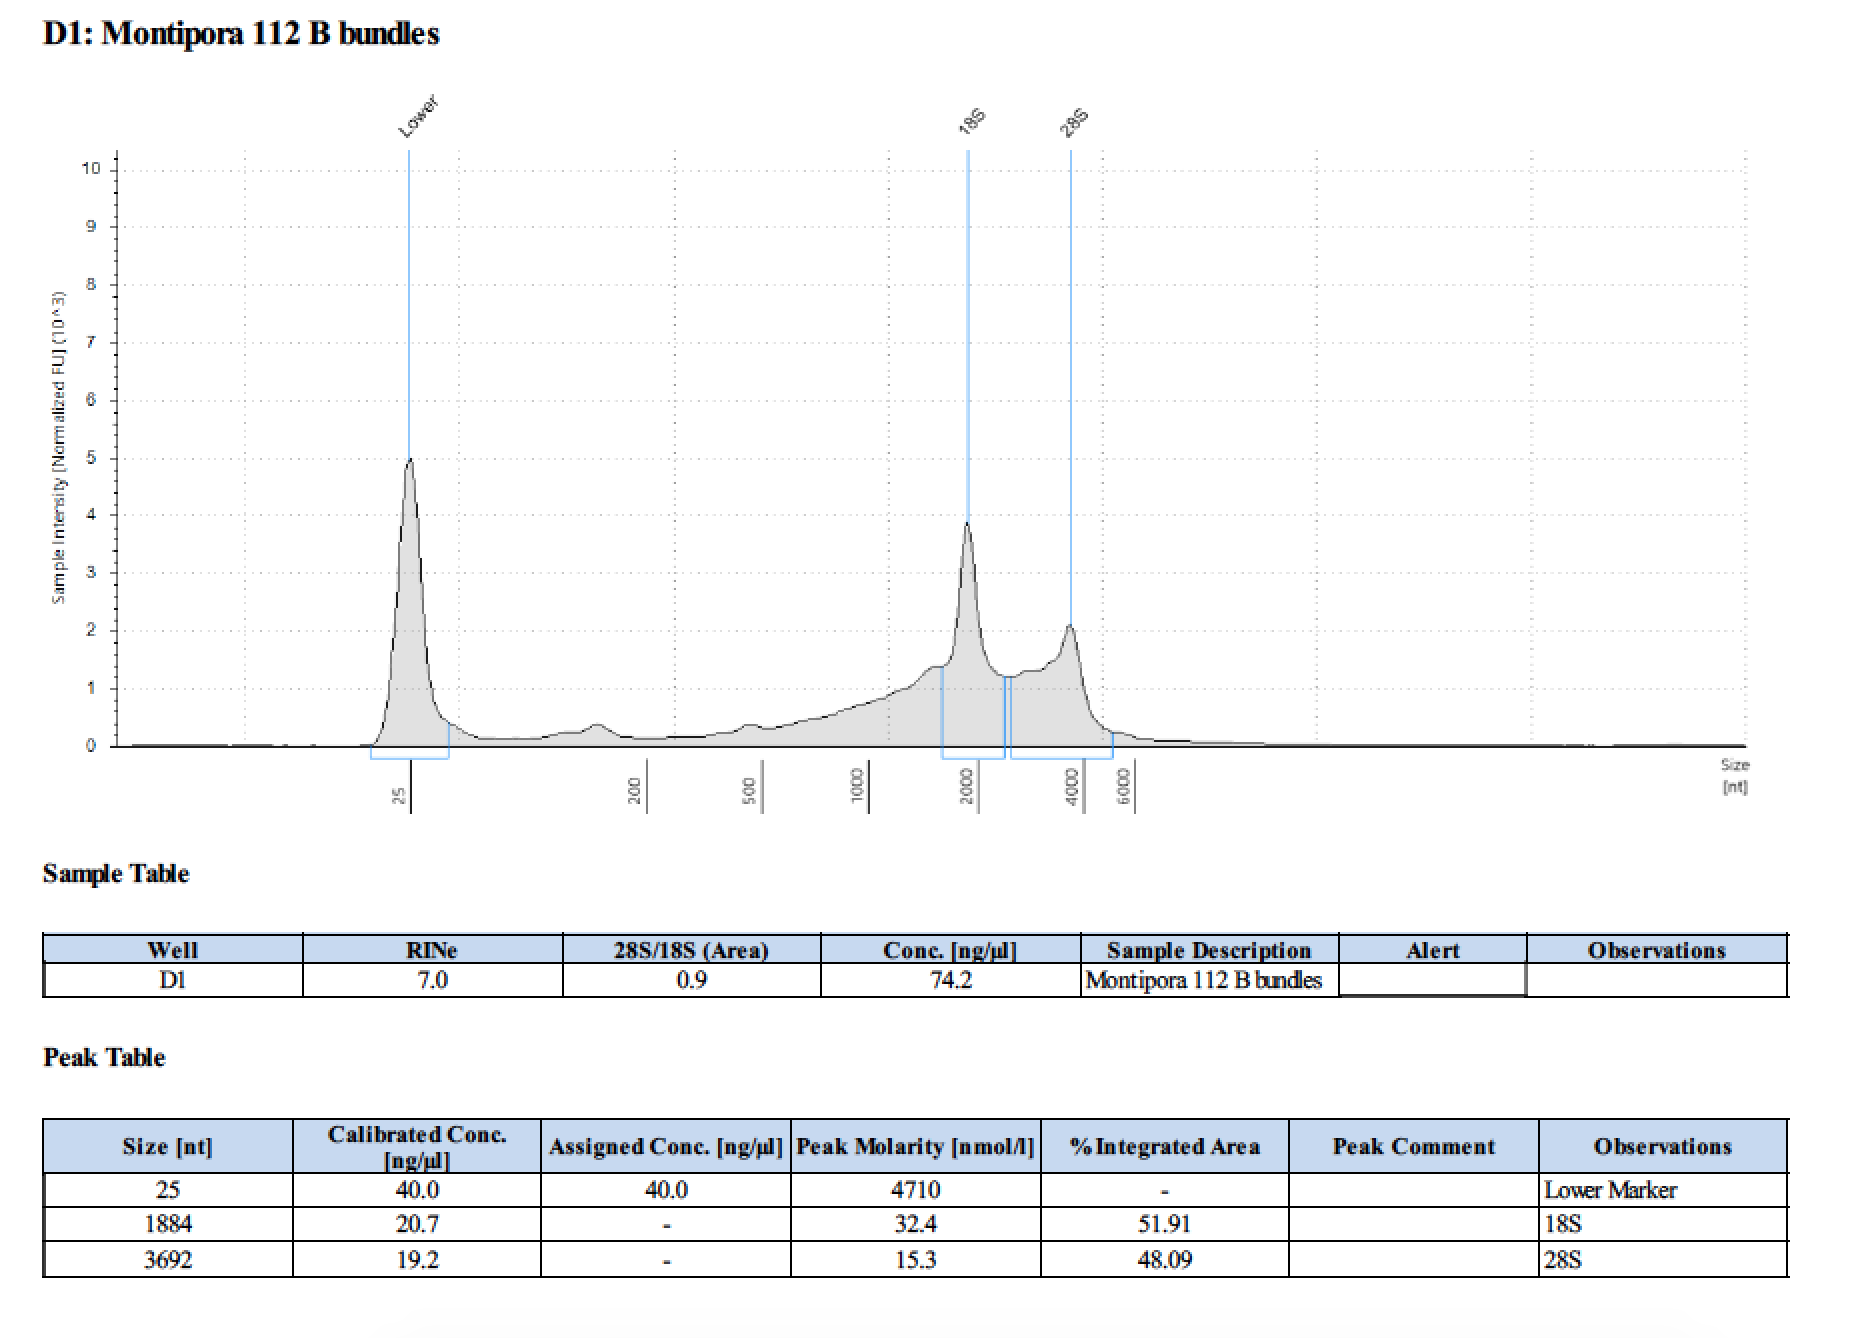 D1: Montipora 112 B bundles
Lower 18S 28S
Sample Intensity [Normalized FU] (10^3)
10
9
8
7
6
5
4
3
2
1
0
25 200 500 1000 2000 4000 6000
Size
[nt]
Sample Table
Well RINe 28S/18S (Area) Conc. [ng/µl] Sample Description Alert Observations
D1 7.0 0.9 74.2 Montipora 112 B bundles
Peak Table
Size [nt] Calibrated Conc. [ng/µl] Assigned Conc. [ng/µl] Peak Molarity [nmol/l] % Integrated Area Peak Comment Observations
25 40.0 40.0 4710 - Lower Marker
1884 20.7 - 32.4 51.91 18S
3692 19.2 - 15.3 48.09 28S